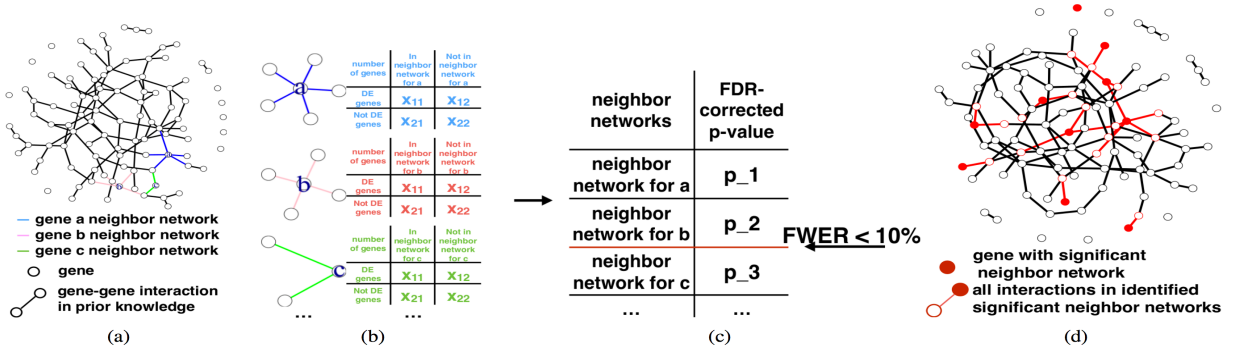 gene a neighbor network
gene b neighbor network
gene c neighbor network
gene
gene-gene interaction
in prior knowledge
(a)
a
number
of genes
In
neighbor
network
for a
Not in
neighbor
network
for a
DE
genes
x11
x12
Not DE
genes
x21
x22
b
number
of genes
In
neighbor
network
for b
Not in
neighbor
network
for b
DE
genes
x11
x12
Not DE
genes
x21
x22
c
number
of genes
In
neighbor
network
for c
Not in
neighbor
network
for c
DE
genes
x11
x12
Not DE
genes
x21
x22
... ...
(b)
neighbor
networks
FDR-
corrected
p-value
neighbor
network for a
p_1
neighbor
network for b
p_2
neighbor
network for c
p_3
... ...
(c)
FWER < 10%
gene with significant
neighbor network
all interactions in identified
significant neighbor networks
(d)